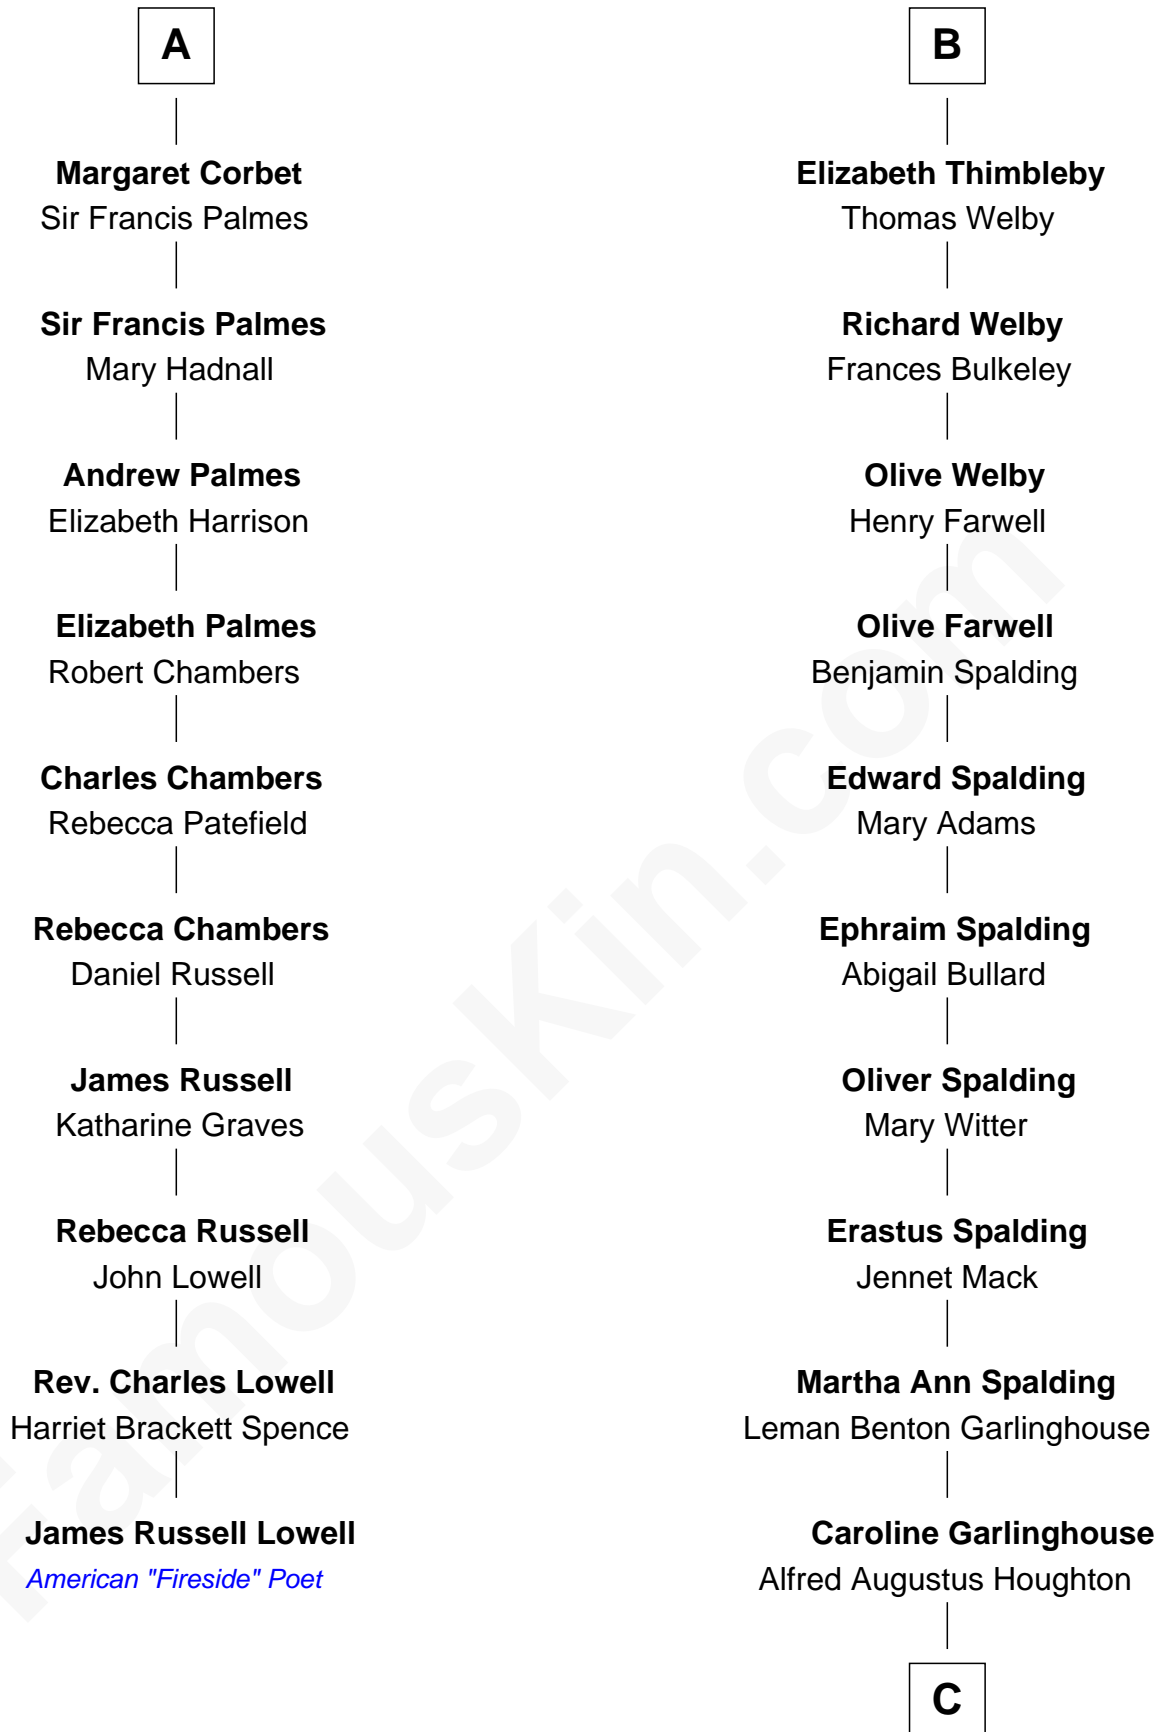 A
Margaret Corbet
Sir Francis Palmes
Sir Francis Palmes
Mary Hadnall
Andrew Palmes
Elizabeth Harrison
Elizabeth Palmes
Robert Chambers
Charles Chambers
Rebecca Patefield
Rebecca Chambers
Daniel Russell
James Russell
Katharine Graves
Rebecca Russell
John Lowell
Rev. Charles Lowell
Harriet Brackett Spence
James Russell Lowell
American "Fireside" Poet
B
Elizabeth Thimbleby
Thomas Welby
Richard Welby
Frances Bulkeley
Olive Welby
Henry Farwell
Olive Farwell
Benjamin Spalding
Edward Spalding
Mary Adams
Ephraim Spalding
Abigail Bullard
Oliver Spalding
Mary Witter
Erastus Spalding
Jennet Mack
Martha Ann Spalding
Leman Benton Garlinghouse
Caroline Garlinghouse
Alfred Augustus Houghton
C
FamousKin.com